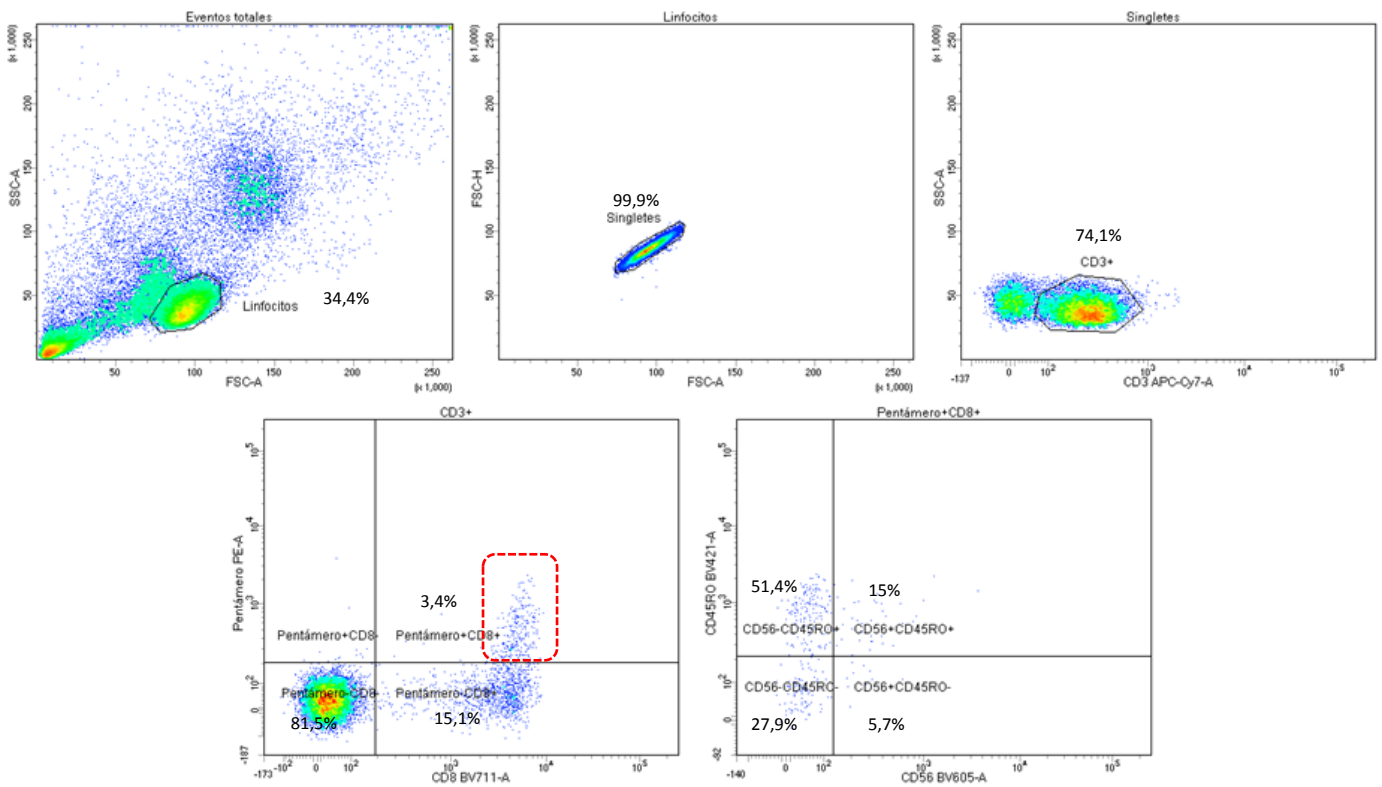 Eventos totales
(x 1,000)
250
200
150
100
50
SSC-A
Linfocitos
34,4%
50
100
150
200
250
FSC-A
(x 1,000)
Linfocitos
(x 1,000)
250
200
150
100
50
FSC-H
99,9%
Singletes
50
100
150
200
250
FSC-A
(x 1,000)
Singletes
(x 1,000)
250
200
150
100
50
SSC-A
74,1%
CD3+
-137
0
10²
10³
10⁴
10⁵
CD3 APC-Cy7-A
CD3+
10⁵
10⁴
10³
10²
0
-187
Pentámero PE-A
3,4%
Pentámero+CD8-
Pentámero+CD8+
Pentámero-CD8-
Pentámero-CD8+
81,5%
15,1%
-173
-10²
0
10²
10³
10⁴
10⁵
CD8 BV711-A
Pentámero+CD8+
10⁵
10⁴
10³
10²
0
-92
CD45RO BV421-A
51,4%
15%
CD56-CD45RO+
CD56+CD45RO+
CD56-CD45RO-
CD56+CD45RO-
27,9%
5,7%
-140
0
10²
10³
10⁴
10⁵
CD56 BV605-A